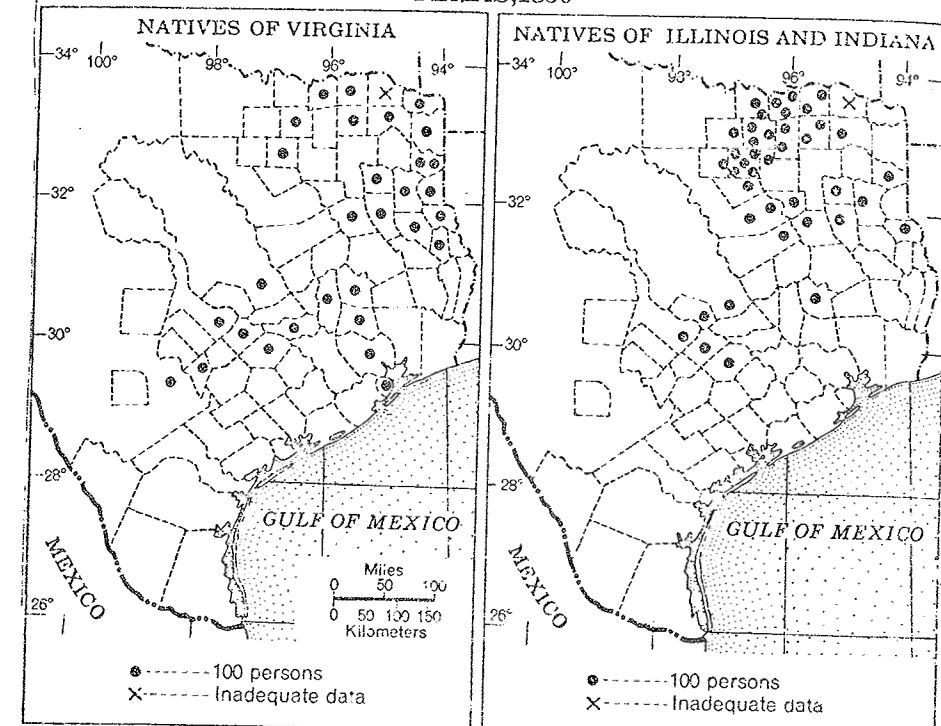 NATIVES OF VIRGINIA
34°
100°
98°
96°
94°
32°
30°
28°
26°
GULF OF MEXICO
MEXICO
Miles
0 50 100
0 50 100 150
Kilometers
100 persons
Inadequate data
NATIVES OF ILLINOIS AND INDIANA
34°
100°
96°
94°
32°
30°
28°
26°
GULF OF MEXICO
MEXICO
100 persons
Inadequate data